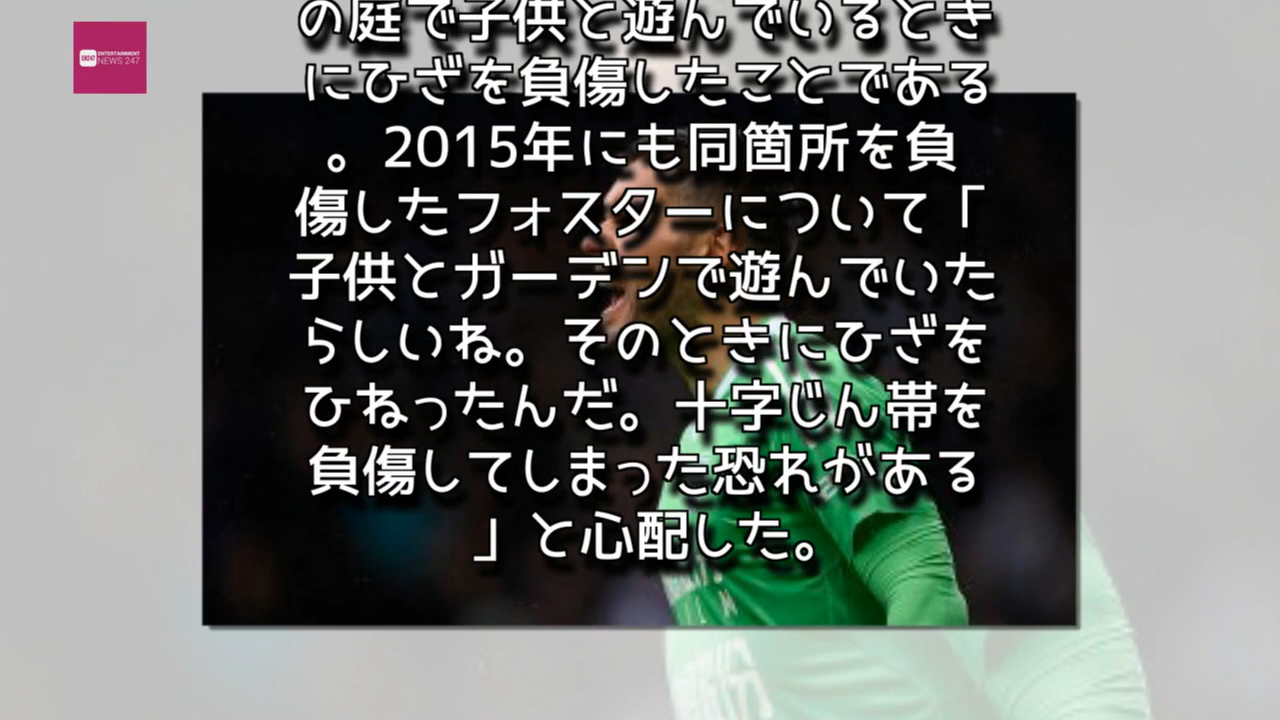 EN247 ENTERTAINMENT
NEWS 247
の庭で子供と遊んでいるとき
にひざを負傷したことである
。2015年にも同箇所を負
傷したフォスターについて「
子供とガーデンで遊んでいた
らしいね。そのときにひざを
ひねったんだ。十字じん帯を
負傷してしまった恐れがある
」と心配した。